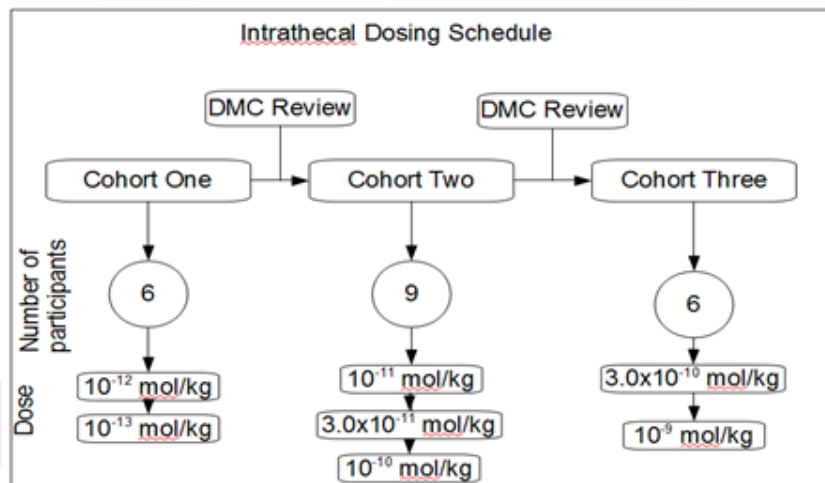 Intrathecal Dosing Schedule
DMC Review
DMC Review
Cohort One
Cohort Two
Cohort Three
Number of
participants
6
9
6
Dose
10⁻¹² mol/kg
10⁻¹³ mol/kg
10⁻¹¹ mol/kg
3.0x10⁻¹¹ mol/kg
10⁻¹⁰ mol/kg
3.0x10⁻¹⁰ mol/kg
10⁻⁹ mol/kg